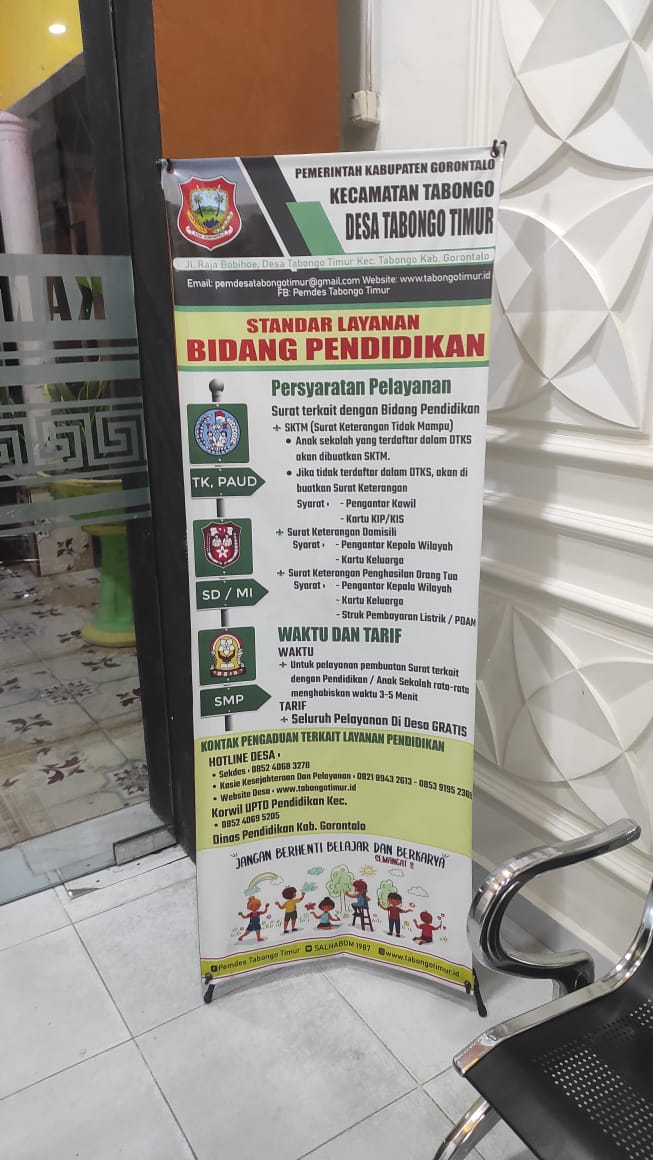 PEMERINTAH KABUPATEN GORONTALO
KECAMATAN TABONGO
DESA TABONGO TIMUR
Jl. Raja Bobihoe, Desa Tabongo Timur Kec. Tabongo Kab. Gorontalo
Email: pemdesatabongotimur@gmail.com Website: www.tabongotimur.id
FB: Pemdes Tabongo Timur
KAN
STANDAR LAYANAN
BIDANG PENDIDIKAN
Persyaratan Pelayanan
Surat terkait dengan Bidang Pendidikan
+ SKTM (Surat Keterangan Tidak Mampu)
• Anak sekolah yang terdaftar dalam DTKS
akan dibuatkan SKTM.
• Jika tidak terdaftar dalam DTKS, akan di
buatkan Surat Keterangan
Syarat : - Pengantar Kawil
- Kartu KIP/KIS
+ Surat Keterangan Domisili
Syarat : - Pengantar Kepala Wilayah
- Kartu Keluarga
+ Surat Keterangan Penghasilan Orang Tua
Syarat : - Pengantar Kepala Wilayah
- Kartu Keluarga
- Struk Pembayaran Listrik / PDAM
TK, PAUD
SD / MI
SMP
WAKTU DAN TARIF
WAKTU
+ Untuk pelayanan pembuatan Surat terkait
dengan Pendidikan / Anak Sekolah rata-rata
menghabiskan waktu 3-5 Menit
TARIF
+ Seluruh Pelayanan Di Desa GRATIS
KONTAK PENGADUAN TERKAIT LAYANAN PENDIDIKAN
HOTLINE DESA :
• Sekdes : 0852 4068 3278
• Kasie Kesejahteraan Dan Pelayanan : 0821 8943 2613 - 0853 9195 2369
• Website Desa : www.tabongotimur.id
Korwil UPTD Pendidikan Kec.
• 0852 4069 5205
Dinas Pendidikan Kab. Gorontalo
JANGAN BERHENTI BELAJAR DAN BERKARYA
SEMANGAT !!
Pemdes Tabongo Timur SALHABOM 1987 www.tabongotimur.id